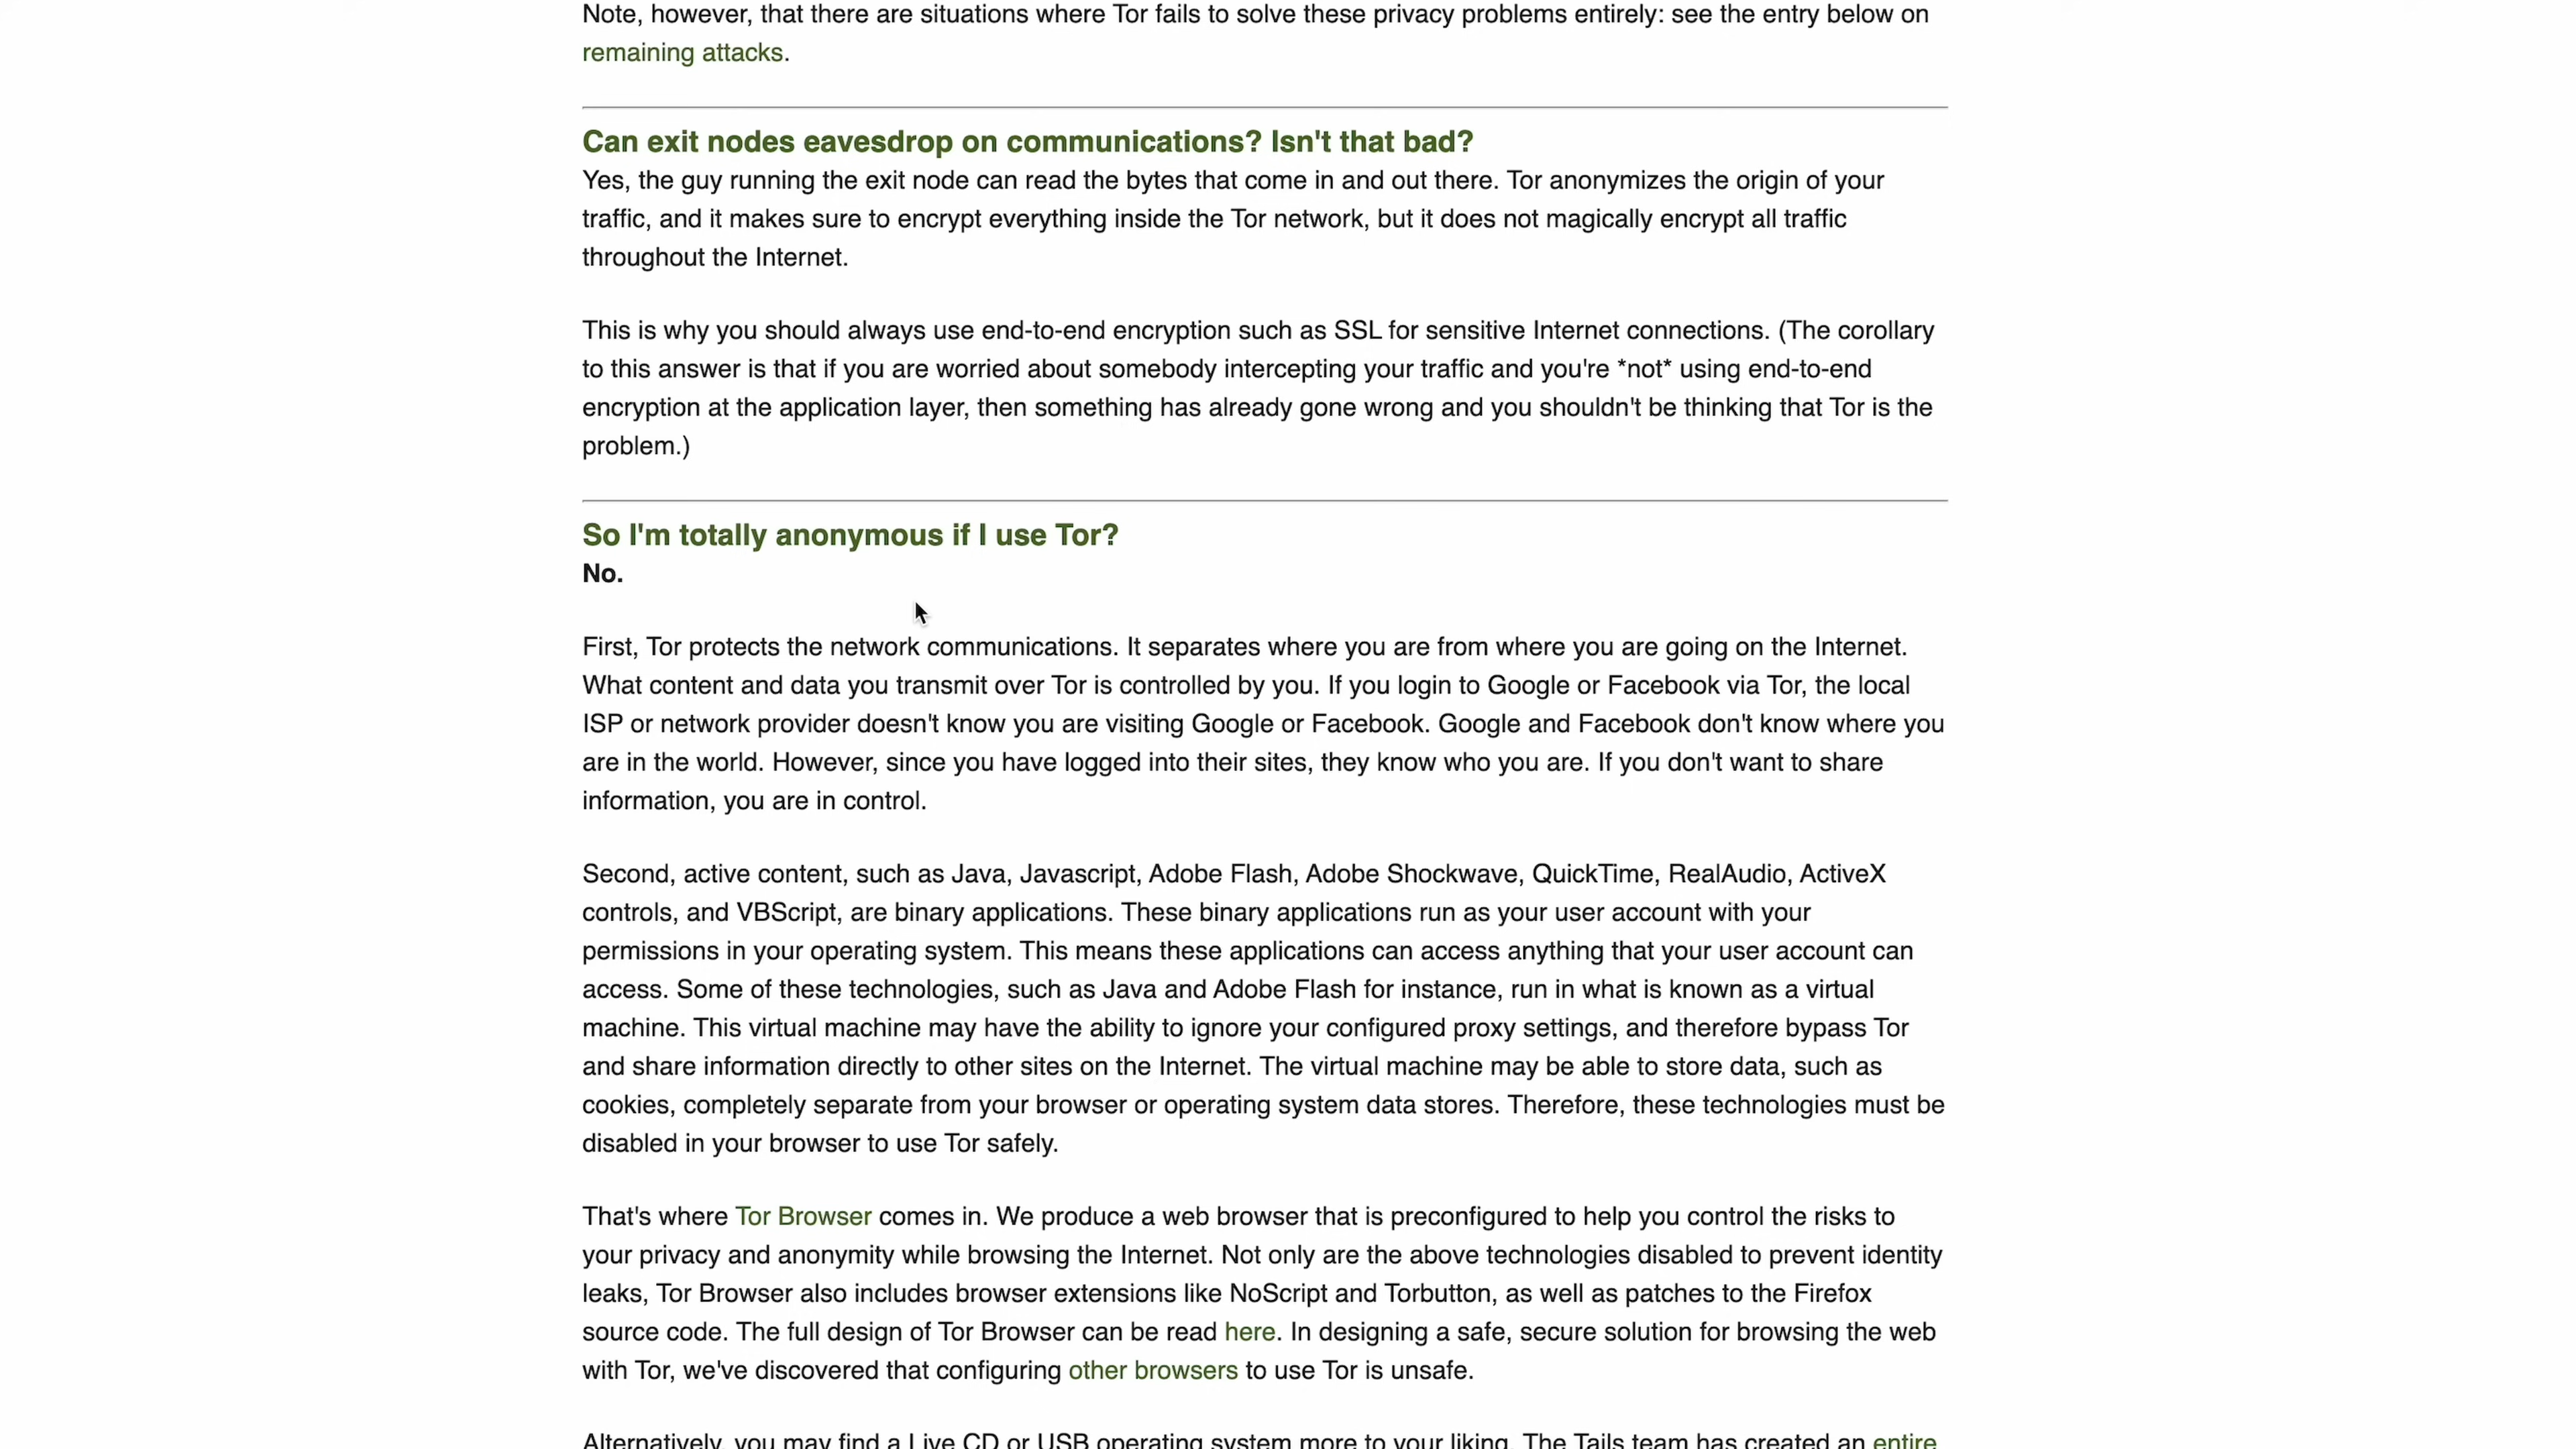 Note, however, that there are situations where Tor fails to solve these privacy problems entirely: see the entry below on
remaining attacks.
Can exit nodes eavesdrop on communications? Isn't that bad?
Yes, the guy running the exit node can read the bytes that come in and out there. Tor anonymizes the origin of your
traffic, and it makes sure to encrypt everything inside the Tor network, but it does not magically encrypt all traffic
throughout the Internet.
This is why you should always use end-to-end encryption such as SSL for sensitive Internet connections. (The corollary
to this answer is that if you are worried about somebody intercepting your traffic and you're *not* using end-to-end
encryption at the application layer, then something has already gone wrong and you shouldn't be thinking that Tor is the
problem.)
So I'm totally anonymous if I use Tor?
No.
First, Tor protects the network communications. It separates where you are from where you are going on the Internet.
What content and data you transmit over Tor is controlled by you. If you login to Google or Facebook via Tor, the local
ISP or network provider doesn't know you are visiting Google or Facebook. Google and Facebook don't know where you
are in the world. However, since you have logged into their sites, they know who you are. If you don't want to share
information, you are in control.
Second, active content, such as Java, Javascript, Adobe Flash, Adobe Shockwave, QuickTime, RealAudio, ActiveX
controls, and VBScript, are binary applications. These binary applications run as your user account with your
permissions in your operating system. This means these applications can access anything that your user account can
access. Some of these technologies, such as Java and Adobe Flash for instance, run in what is known as a virtual
machine. This virtual machine may have the ability to ignore your configured proxy settings, and therefore bypass Tor
and share information directly to other sites on the Internet. The virtual machine may be able to store data, such as
cookies, completely separate from your browser or operating system data stores. Therefore, these technologies must be
disabled in your browser to use Tor safely.
That's where Tor Browser comes in. We produce a web browser that is preconfigured to help you control the risks to
your privacy and anonymity while browsing the Internet. Not only are the above technologies disabled to prevent identity
leaks, Tor Browser also includes browser extensions like NoScript and Torbutton, as well as patches to the Firefox
source code. The full design of Tor Browser can be read here. In designing a safe, secure solution for browsing the web
with Tor, we've discovered that configuring other browsers to use Tor is unsafe.
Alternatively, you may find a Live CD or USB operating system more to your liking. The Tails team has created an entire